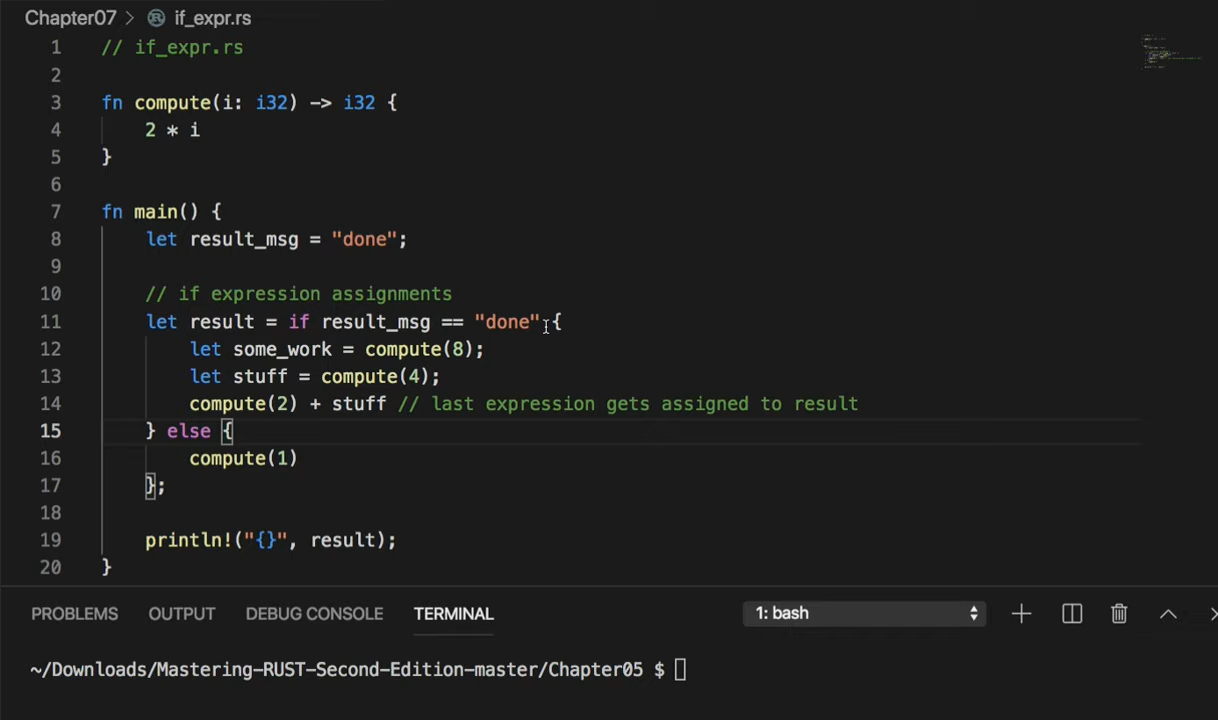 Chapter07 > if_expr.rs
1 // if_expr.rs
2
3 fn compute(i: i32) -> i32 {
4     2 * i
5 }
6
7 fn main() {
8     let result_msg = "done";
9
10     // if expression assignments
11     let result = if result_msg == "done" {
12         let some_work = compute(8);
13         let stuff = compute(4);
14         compute(2) + stuff // last expression gets assigned to result
15     } else {
16         compute(1)
17     };
18
19     println!("{}", result);
20 }
PROBLEMS OUTPUT DEBUG CONSOLE TERMINAL 1: bash
~/Downloads/Mastering-RUST-Second-Edition-master/Chapter05 $